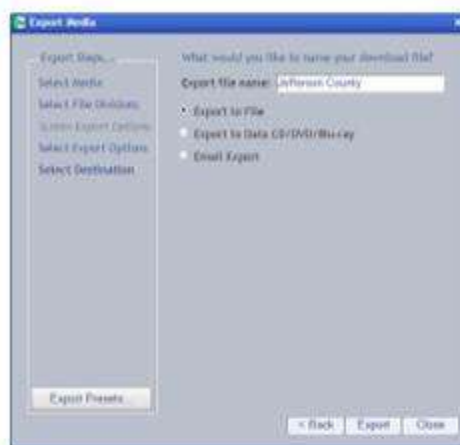 Export Media
Export Steps...
Select Media
Select File Divisions
Screen Export Options
Select Export Options
Select Destination
Export Presets...
What would you like to name your download file?
Export file name: Jefferson County
Export to File
Export to Data CD/DVD/Blu-ray
Email Export
< Back
Export
Close